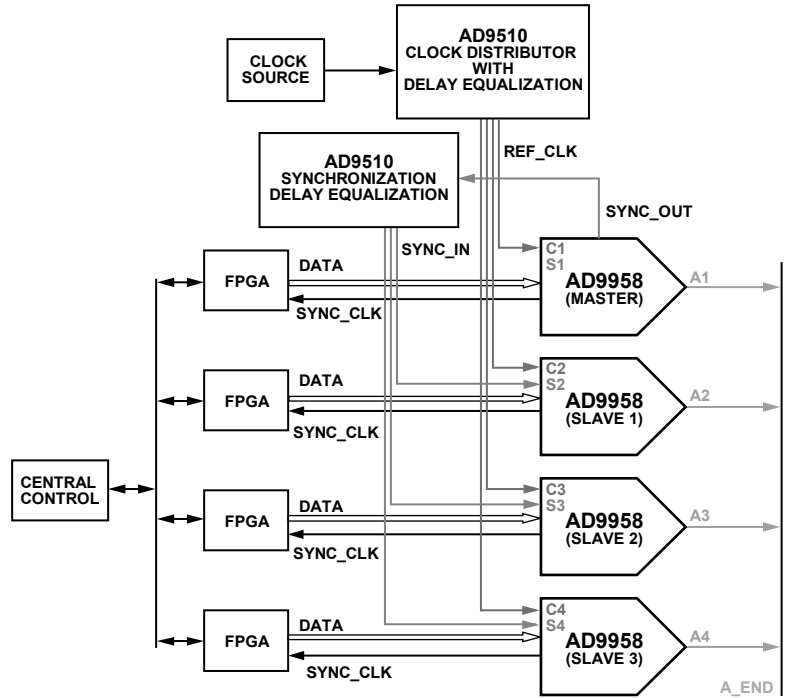 AD9510
CLOCK DISTRIBUTOR
WITH
DELAY EQUALIZATION
CLOCK
SOURCE
REF_CLK
AD9510
SYNCHRONIZATION
DELAY EQUALIZATION
SYNC_OUT
SYNC_IN
C1
S1
AD9958
(MASTER)
A1
FPGA
DATA
SYNC_CLK
C2
S2
AD9958
(SLAVE 1)
A2
FPGA
DATA
SYNC_CLK
CENTRAL
CONTROL
C3
S3
AD9958
(SLAVE 2)
A3
FPGA
DATA
SYNC_CLK
C4
S4
AD9958
(SLAVE 3)
A4
FPGA
DATA
SYNC_CLK
A_END